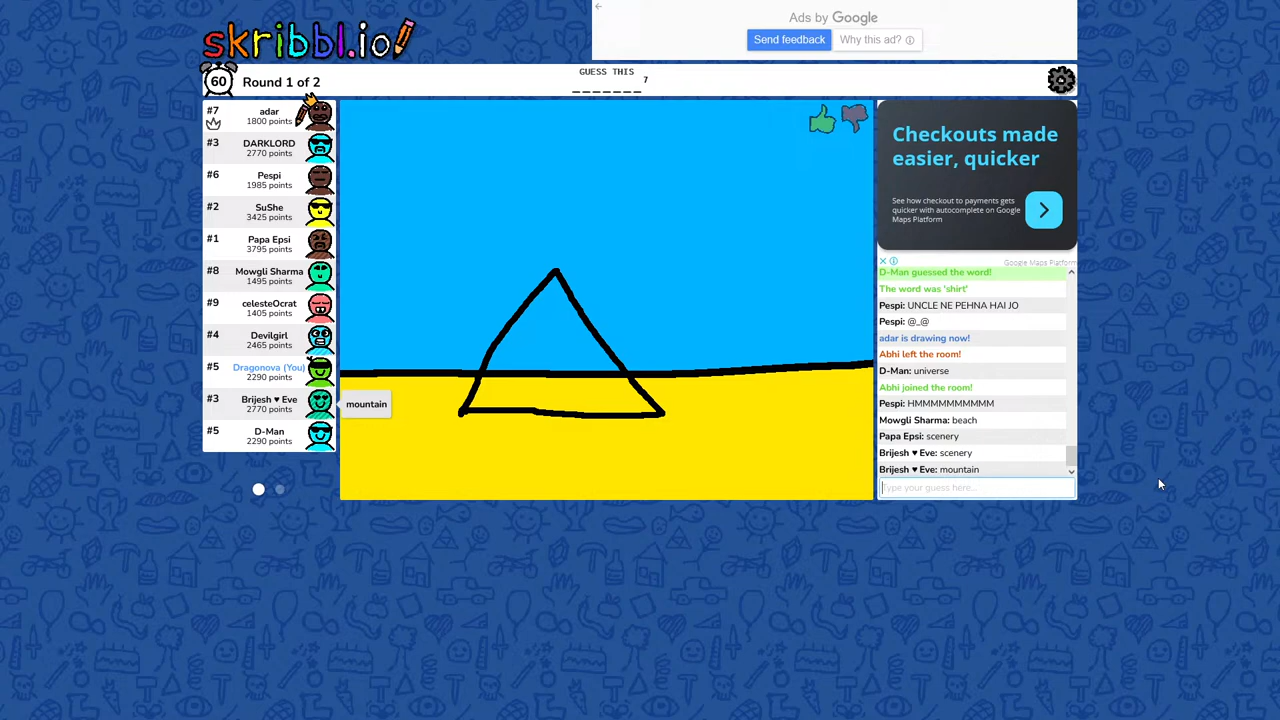 skribbl.io
Ads by Google
Send feedback
Why this ad?
60
Round 1 of 2
GUESS THIS
_______ 7
#7 adar
1800 points
#3 DARKLORD
2770 points
#6 Pespi
1985 points
#2 SuShe
3425 points
#1 Papa Epsi
3795 points
#8 Mowgli Sharma
1495 points
#9 celesteOcrat
1405 points
#4 Devilgirl
2465 points
#5 Dragonova (You)
2290 points
#3 Brijesh ♥ Eve
2770 points
#5 D-Man
2290 points
mountain
Checkouts made
easier, quicker
See how checkout to payments gets
quicker with autocomplete on Google
Maps Platform
Google Maps Platform
D-Man guessed the word!
The word was 'shirt'
Pespi: UNCLE NE PEHNA HAI JO
Pespi: @_@
adar is drawing now!
Abhi left the room!
D-Man: universe
Abhi joined the room!
Pespi: HMMMMMMMMMM
Mowgli Sharma: beach
Papa Epsi: scenery
Brijesh ♥ Eve: scenery
Brijesh ♥ Eve: mountain
Type your guess here...